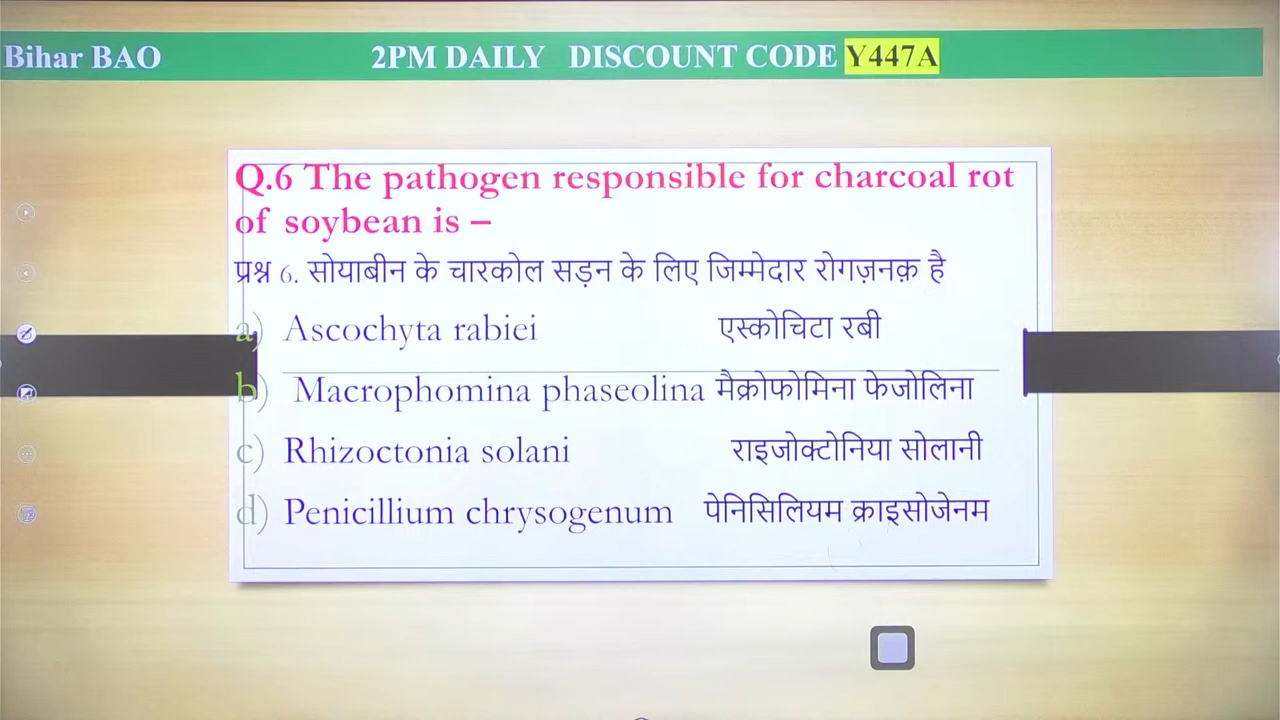 Bihar BAO 2PM DAILY DISCOUNT CODE Y447A
Q.6 The pathogen responsible for charcoal rot
of soybean is –
प्रश्न 6. सोयाबीन के चारकोल सड़न के लिए जिम्मेदार रोगज़नक़ है
a) Ascochyta rabiei एस्कोचिटा रबी
b) Macrophomina phaseolina मैक्रोफोमिना फेजोलिना
c) Rhizoctonia solani राइजोक्टोनिया सोलानी
d) Penicillium chrysogenum पेनिसिलियम क्राइसोजेनम